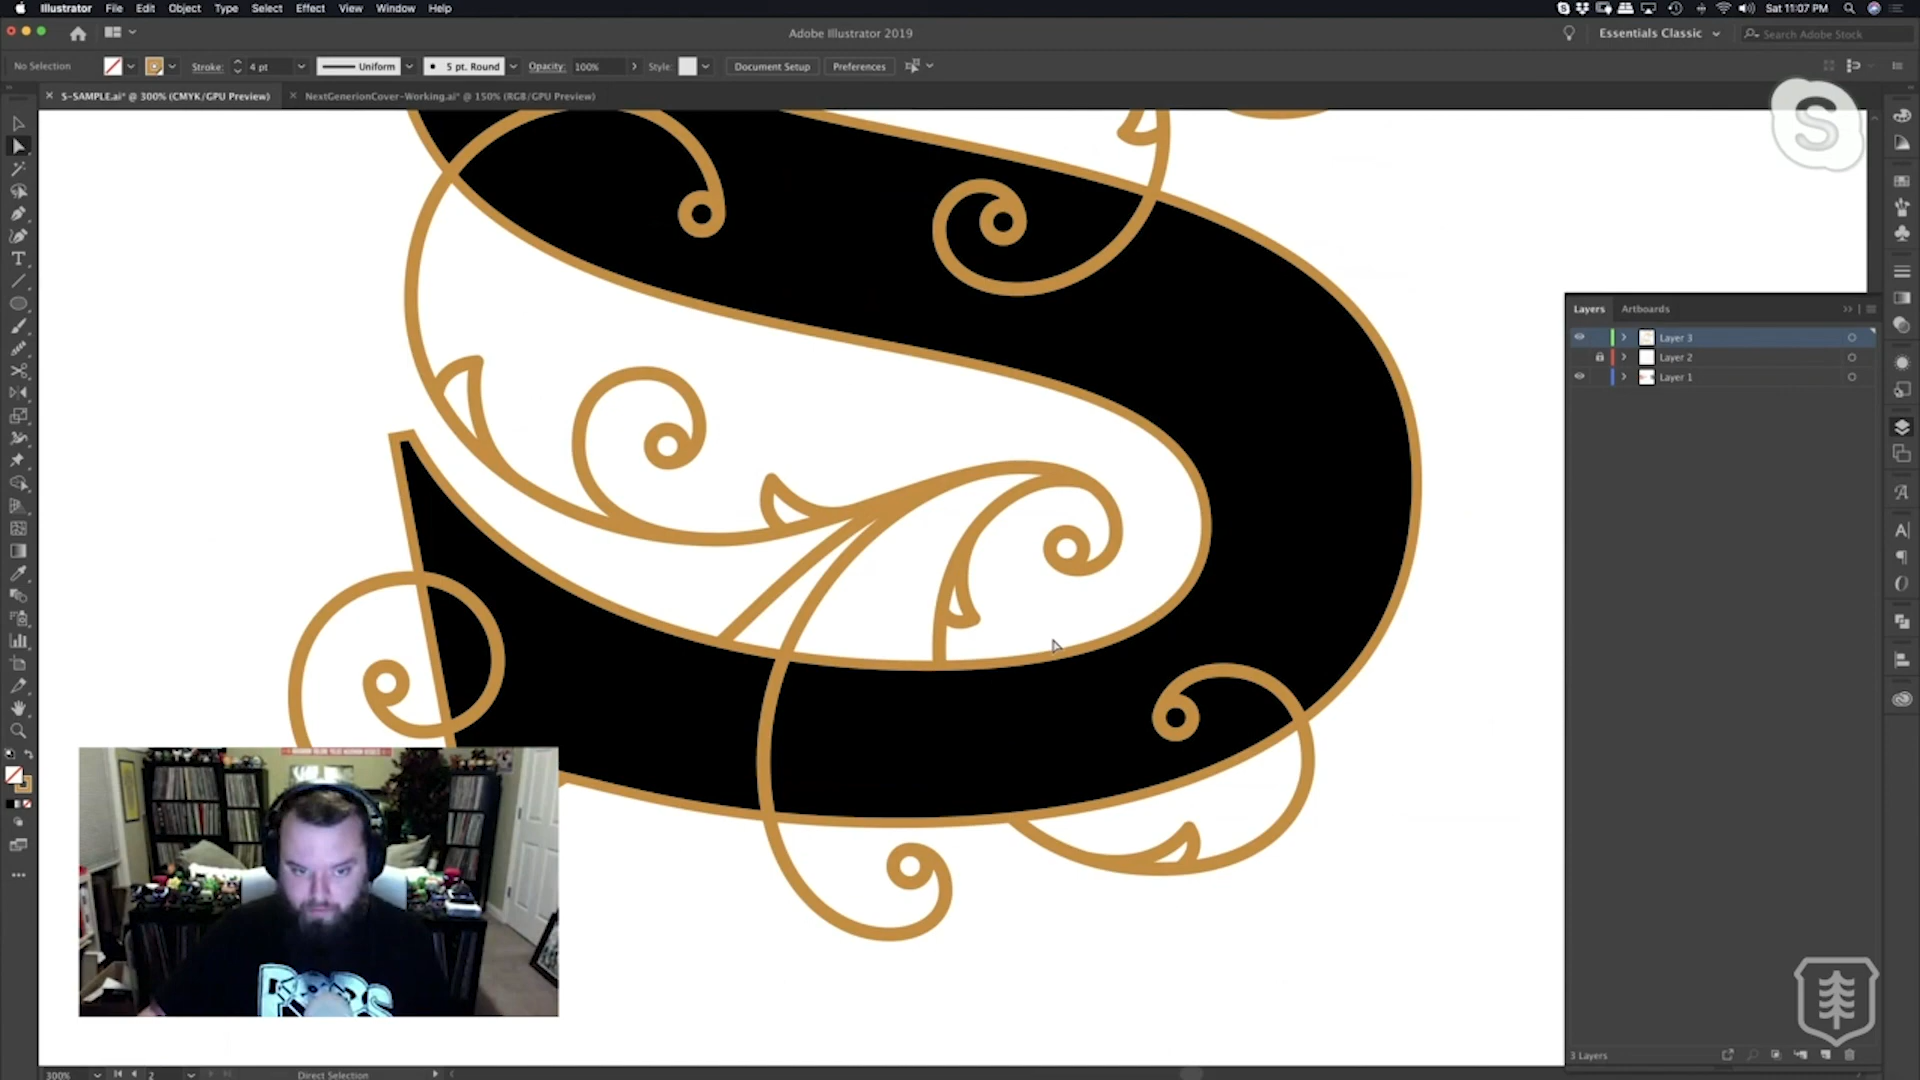 Illustrator File Edit Object Type Select Effect View Window Help
Sat 11:07 PM
Adobe Illustrator 2019
Essentials Classic
Search Adobe Stock
No Selection
Stroke: 4 pt
Uniform
5 pt. Round
Opacity: 100%
Style:
Document Setup
Preferences
S-SAMPLE.ai* @ 300% (CMYK/GPU Preview)
NextGenerionCover-Working.ai* @ 150% (RGB/GPU Preview)
Layers Artboards
Layer 3
Layer 2
Layer 1
3 Layers
300%
2
Direct Selection